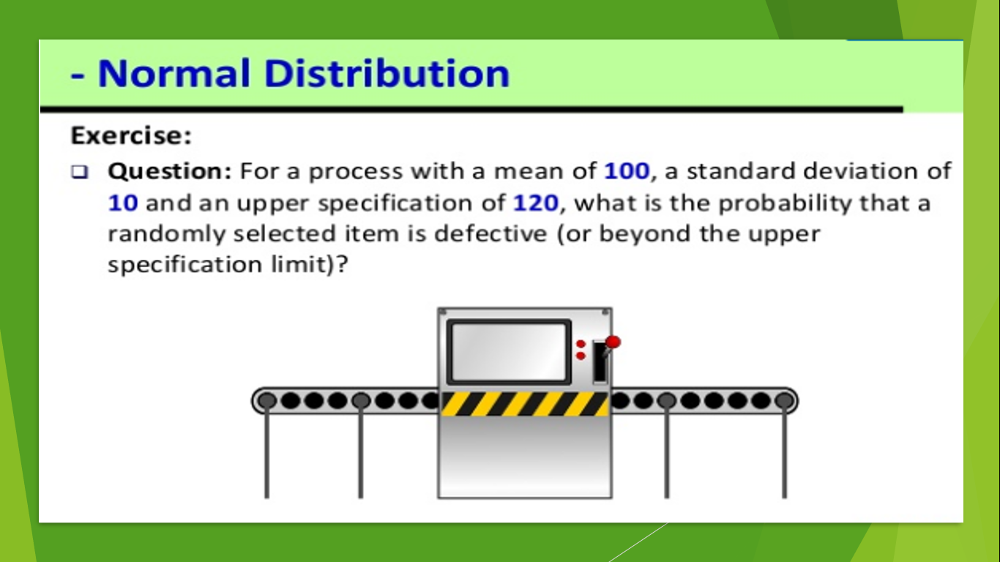 - Normal Distribution
Exercise:
❑ Question: For a process with a mean of 100, a standard deviation of
10 and an upper specification of 120, what is the probability that a
randomly selected item is defective (or beyond the upper
specification limit)?